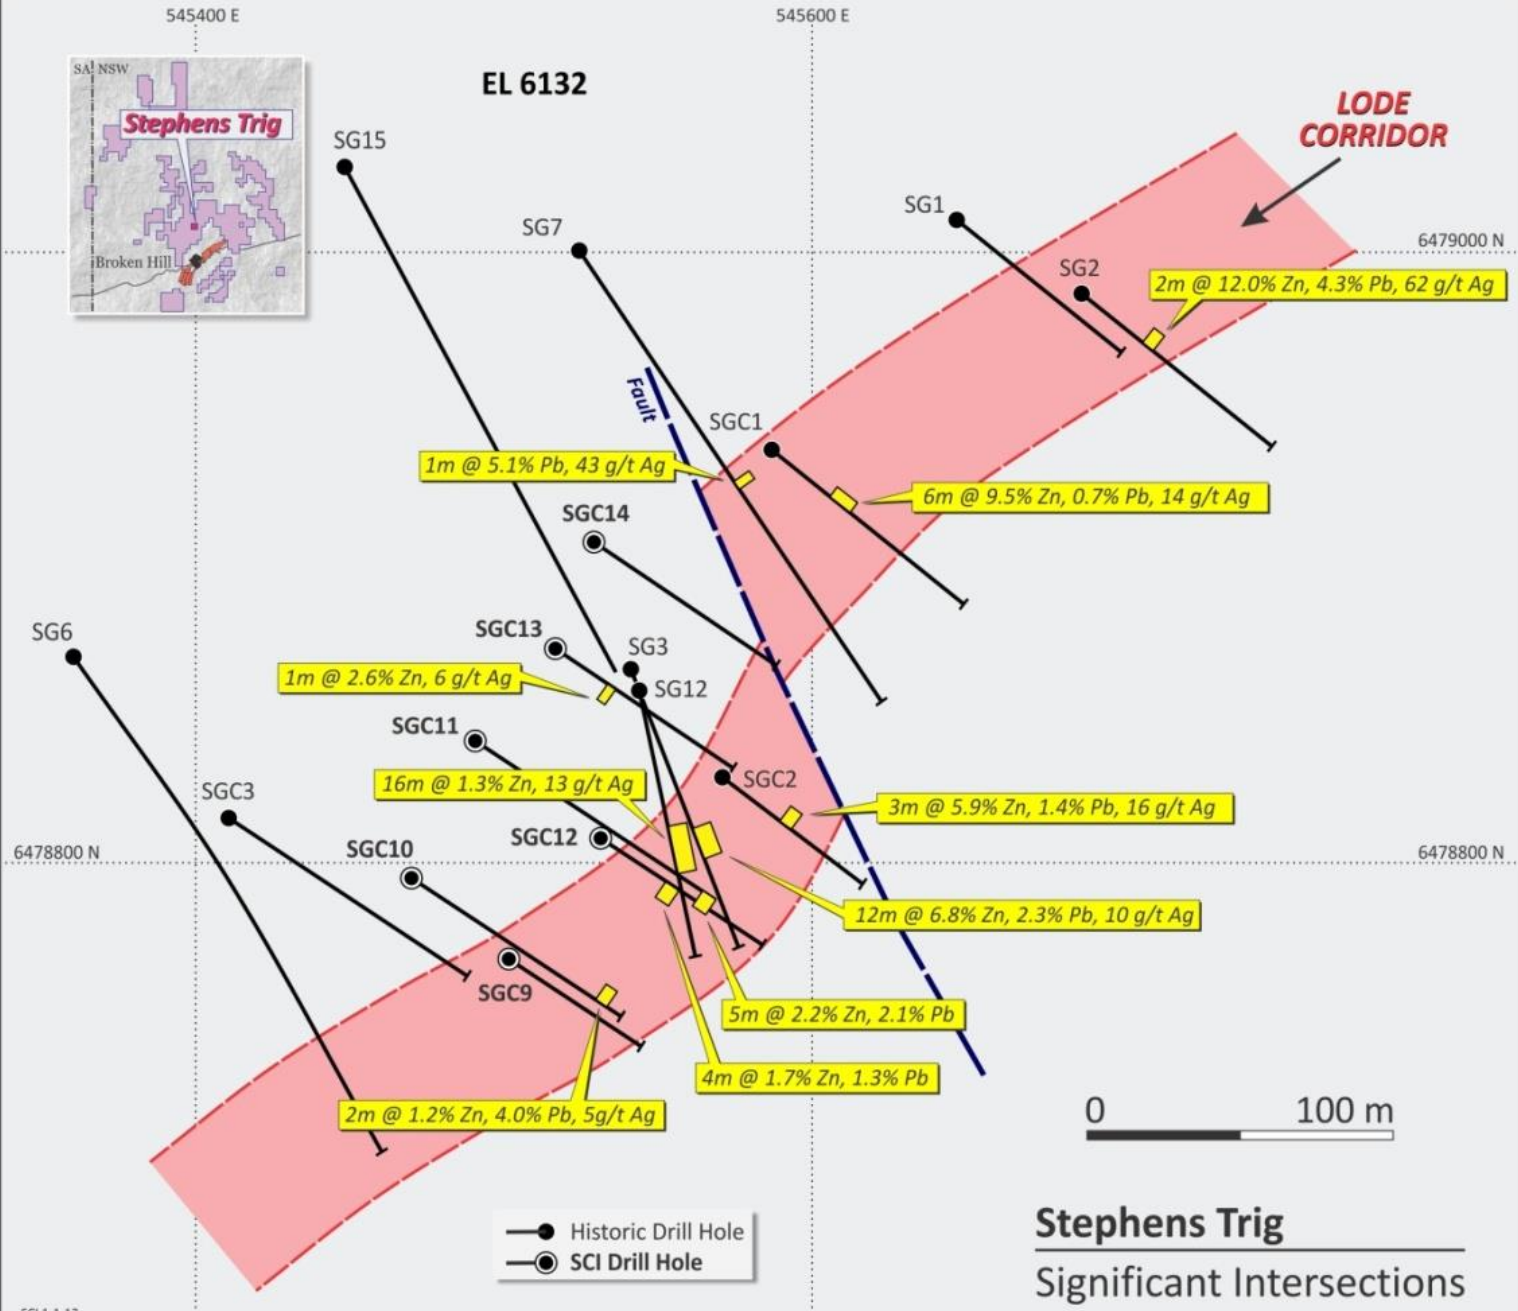 545400 E
545600 E
SA NSW
Stephens Trig
Broken Hill
EL 6132
LODE
CORRIDOR
SG15
SG7
SG1
6479000 N
SG2
2m @ 12.0% Zn, 4.3% Pb, 62 g/t Ag
Fault
SGC1
1m @ 5.1% Pb, 43 g/t Ag
6m @ 9.5% Zn, 0.7% Pb, 14 g/t Ag
SGC14
SG6
SGC13
SG3
1m @ 2.6% Zn, 6 g/t Ag
SG12
SGC11
16m @ 1.3% Zn, 13 g/t Ag
SGC2
SGC3
3m @ 5.9% Zn, 1.4% Pb, 16 g/t Ag
SGC12
6478800 N
SGC10
6478800 N
12m @ 6.8% Zn, 2.3% Pb, 10 g/t Ag
SGC9
5m @ 2.2% Zn, 2.1% Pb
4m @ 1.7% Zn, 1.3% Pb
2m @ 1.2% Zn, 4.0% Pb, 5g/t Ag
0 100 m
Historic Drill Hole
SCI Drill Hole
Stephens Trig
Significant Intersections